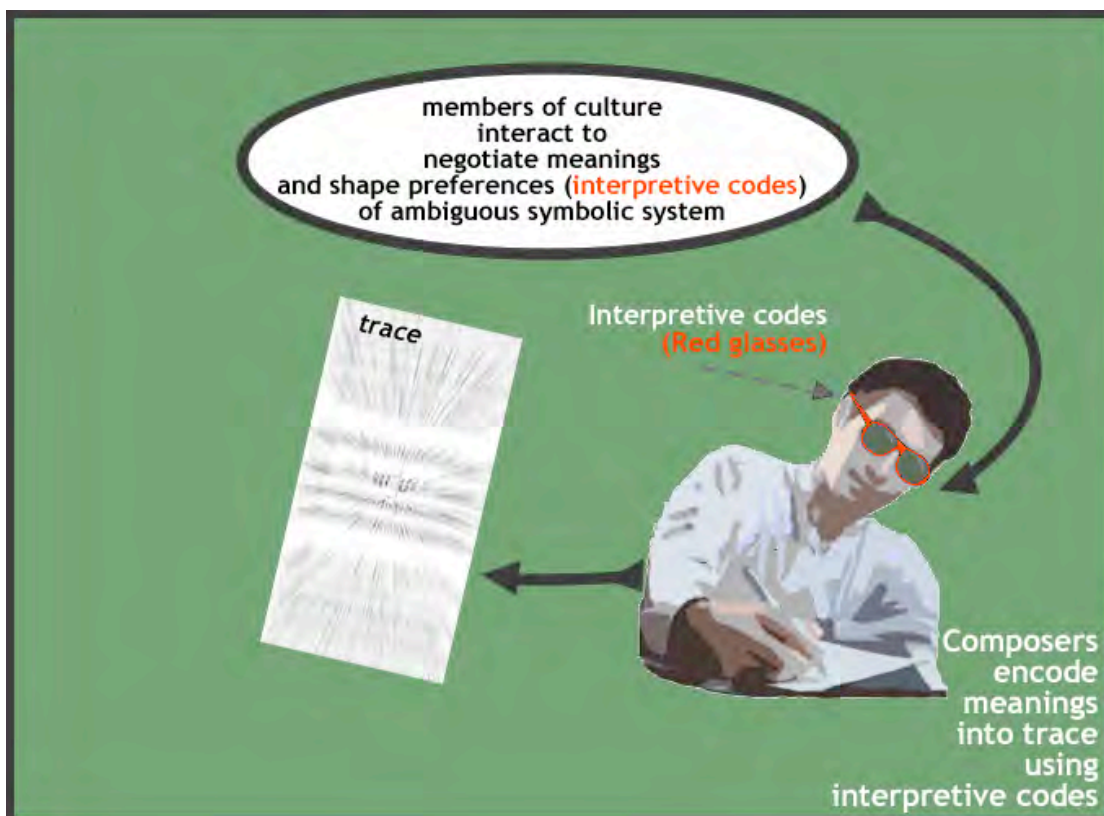 members of culture
interact to
negotiate meanings
and shape preferences (interpretive codes)
of ambiguous symbolic system
trace
Interpretive codes
(Red glasses)
Composers
encode
meanings
into trace
using
interpretive codes